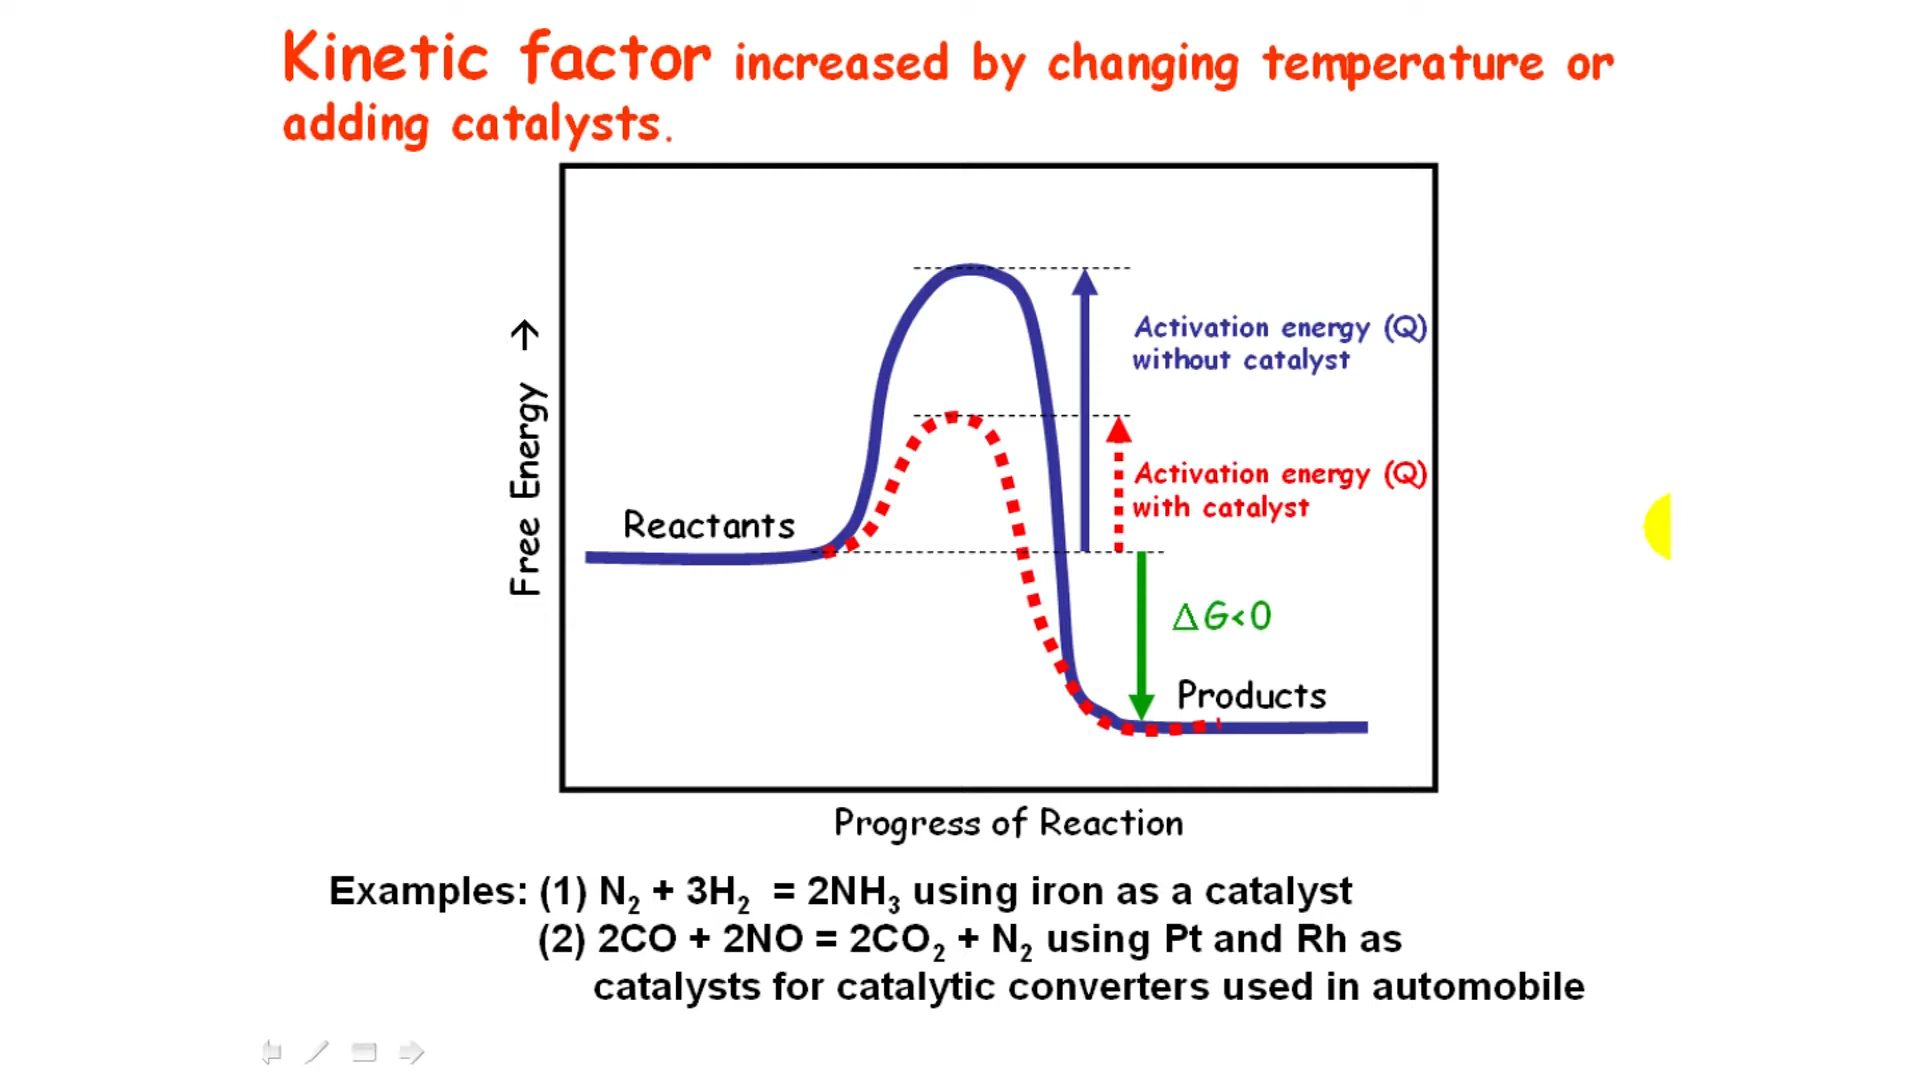 Kinetic factor increased by changing temperature or
adding catalysts.
Free Energy →
Activation energy (Q)
without catalyst
Activation energy (Q)
with catalyst
Reactants
ΔG<0
Products
Progress of Reaction
Examples: (1) N₂ + 3H₂ = 2NH₃ using iron as a catalyst
(2) 2CO + 2NO = 2CO₂ + N₂ using Pt and Rh as
catalysts for catalytic converters used in automobile